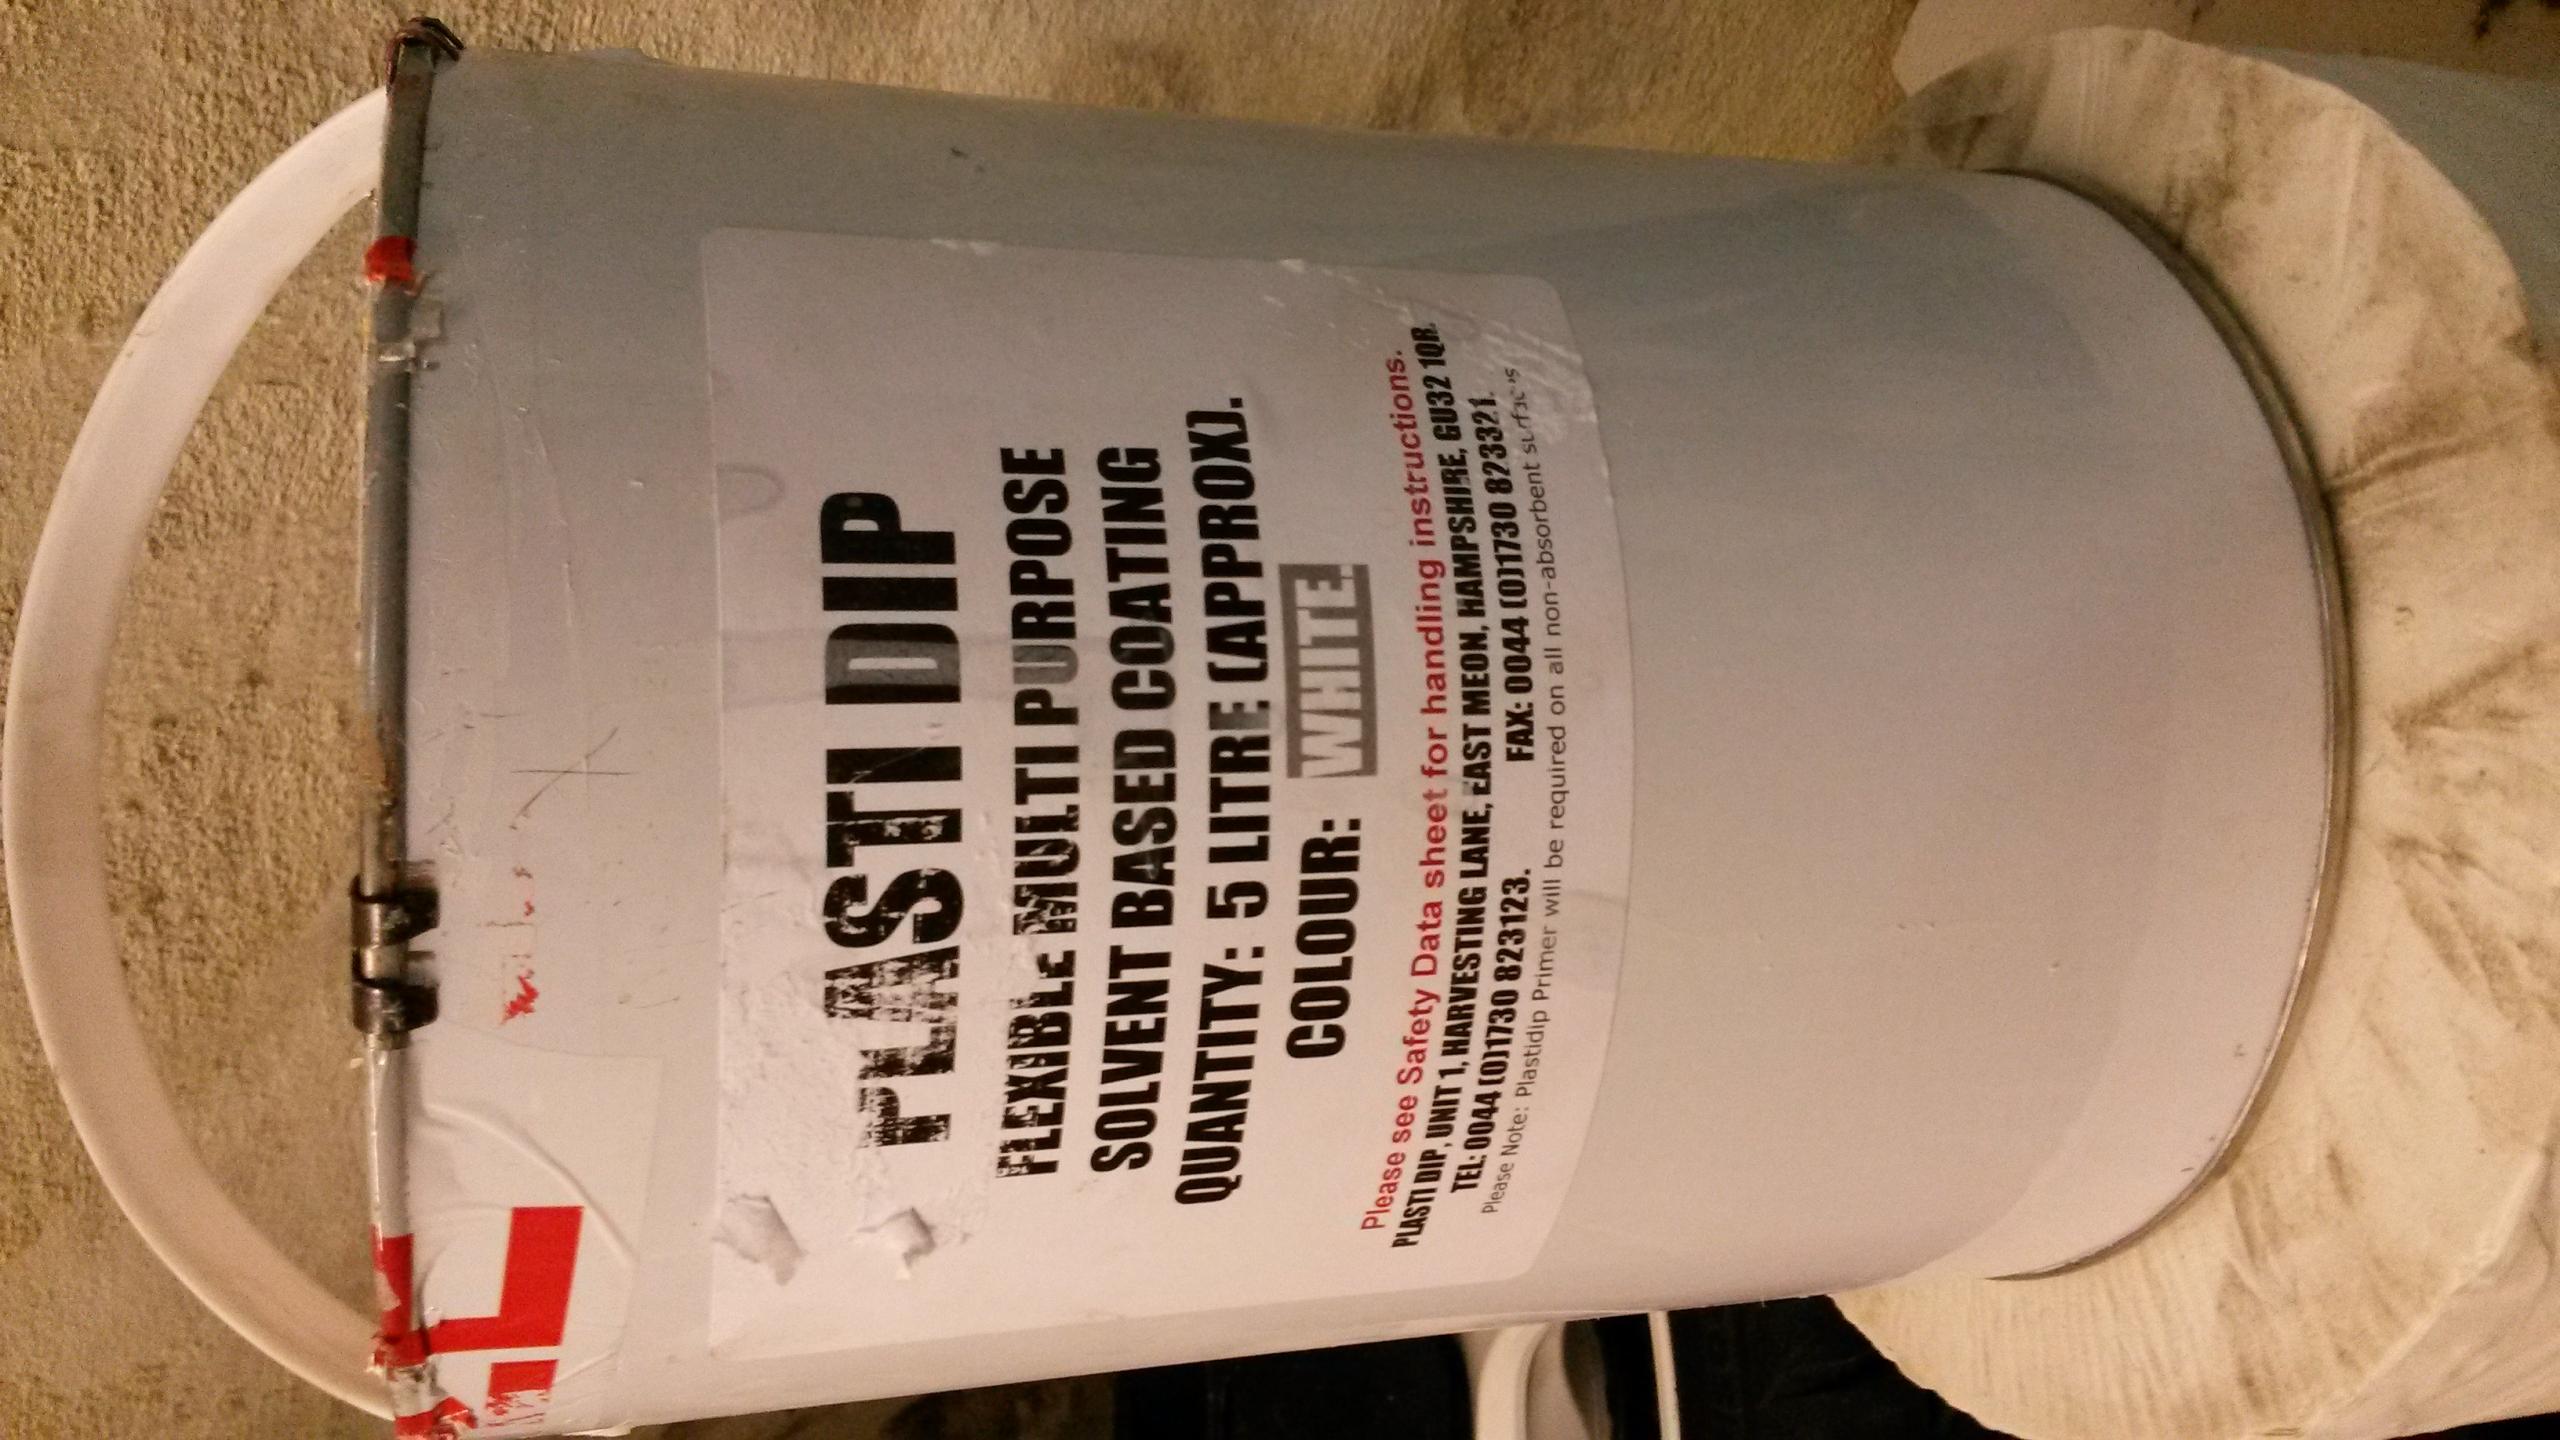 PLASTI DIP
FLEXIBLE MULTI PURPOSE
SOLVENT BASED COATING
QUANTITY: 5 LITRE (APPROX).
COLOUR: WHITE.
Please see Safety Data sheet for handling instructions.
PLASTI DIP, UNIT 1, HARVESTING LANE, EAST MEON, HAMPSHIRE, GU32 1QR.
TEL: 0044 (0)1730 823123. FAX: 0044 (0)1730 823321.
Please Note: Plastidip Primer will be required on all non-absorbent surfaces